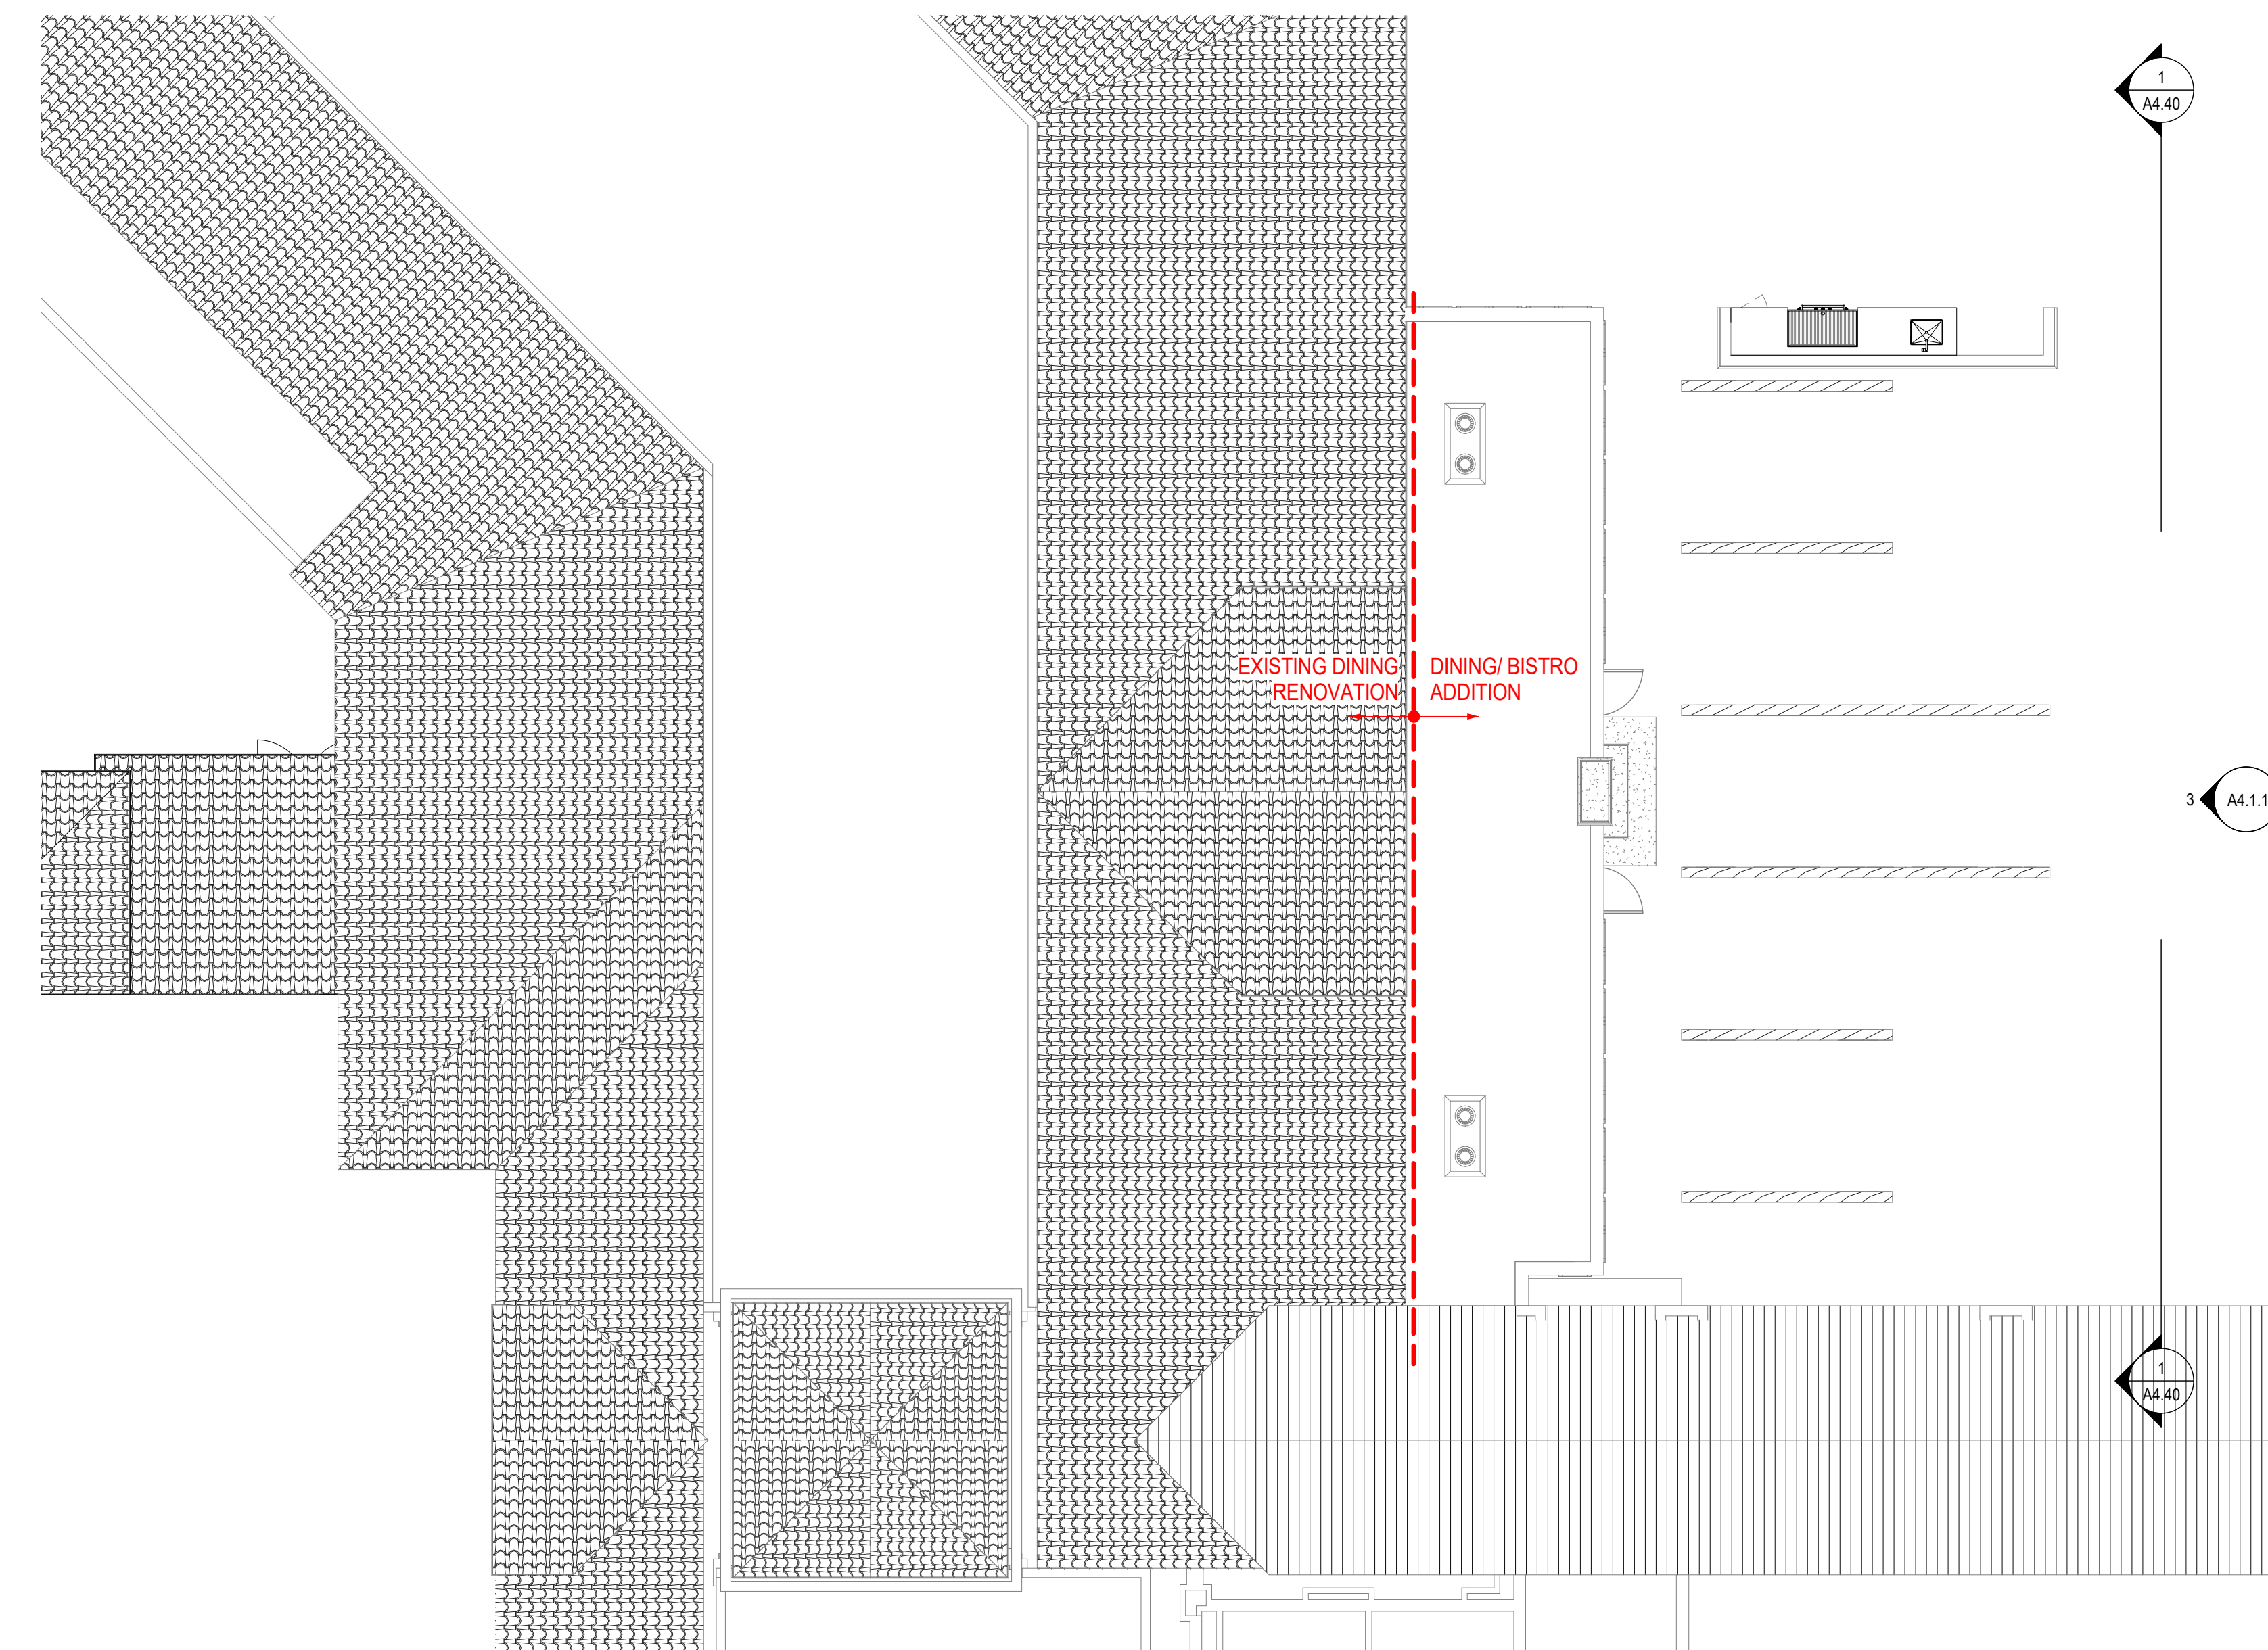 1
A4.40
EXISTING DINING
RENOVATION
DINING/ BISTRO
ADDITION
3
A4.1.1
1
A4.40